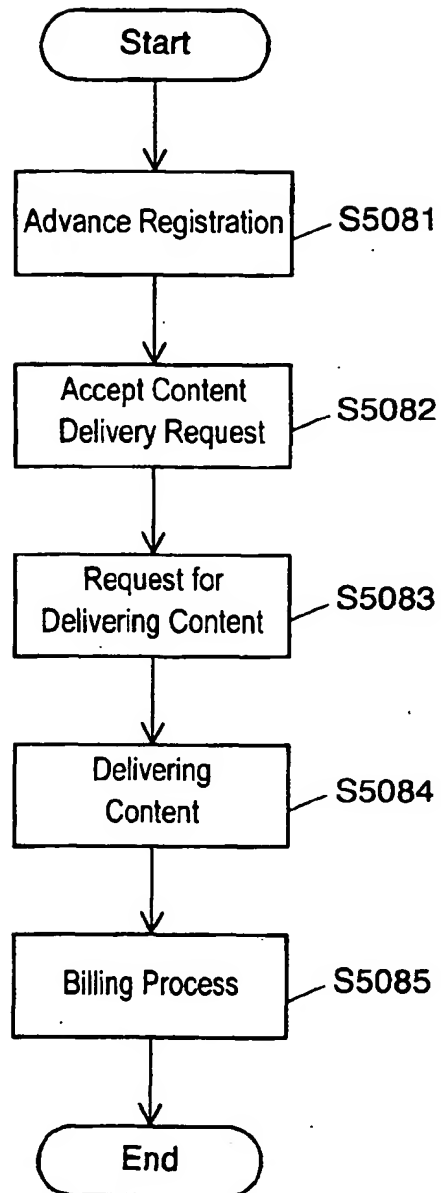 Start
Advance Registration
S5081
Accept Content
Delivery Request
S5082
Request for
Delivering Content
S5083
Delivering
Content
S5084
Billing Process
S5085
End